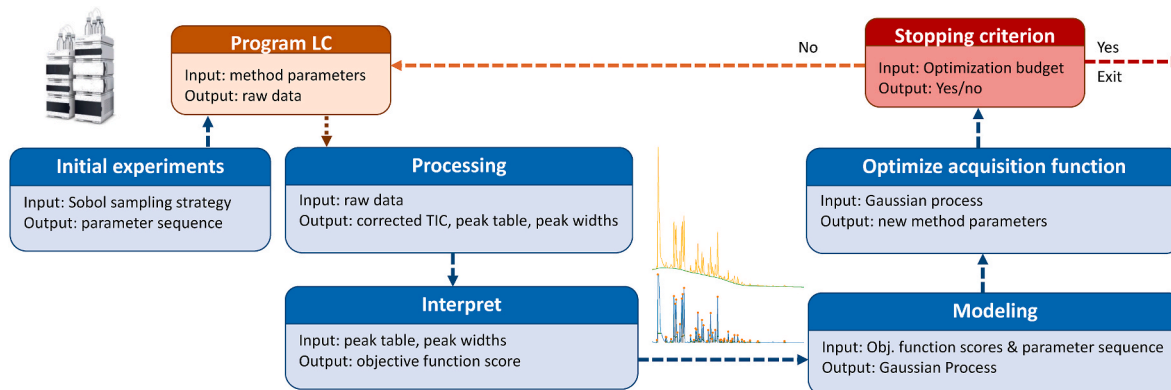 Program LC
Input: method parameters
Output: raw data
No
Stopping criterion
Input: Optimization budget
Output: Yes/no
Yes
Exit
Initial experiments
Input: Sobol sampling strategy
Output: parameter sequence
Processing
Input: raw data
Output: corrected TIC, peak table, peak widths
Optimize acquisition function
Input: Gaussian process
Output: new method parameters
Interpret
Input: peak table, peak widths
Output: objective function score
Modeling
Input: Obj. function scores & parameter sequence
Output: Gaussian Process